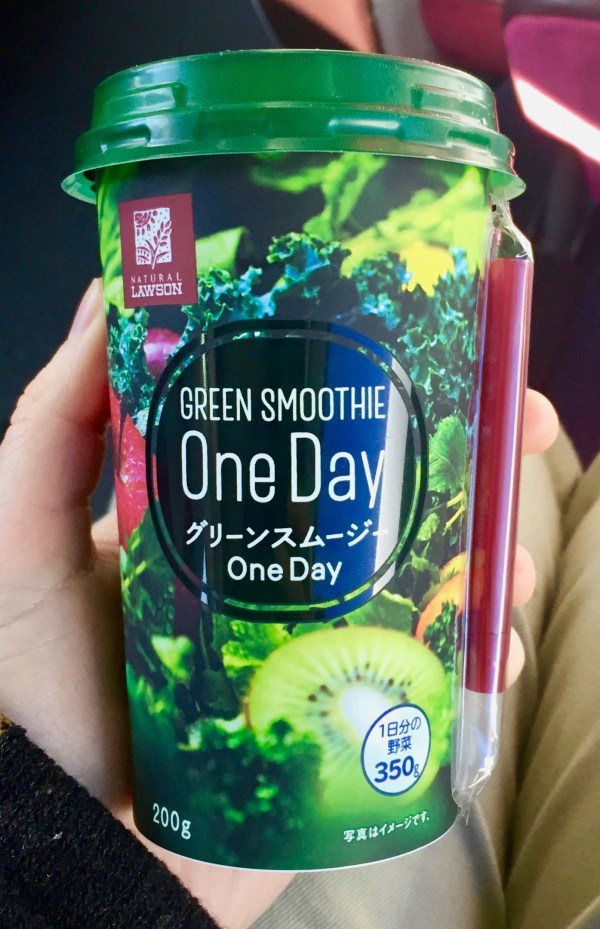 NATURAL
LAWSON
GREEN SMOOTHIE
One Day
グリーンスムージー
One Day
1日分の
野菜
350g
200g
写真はイメージです。